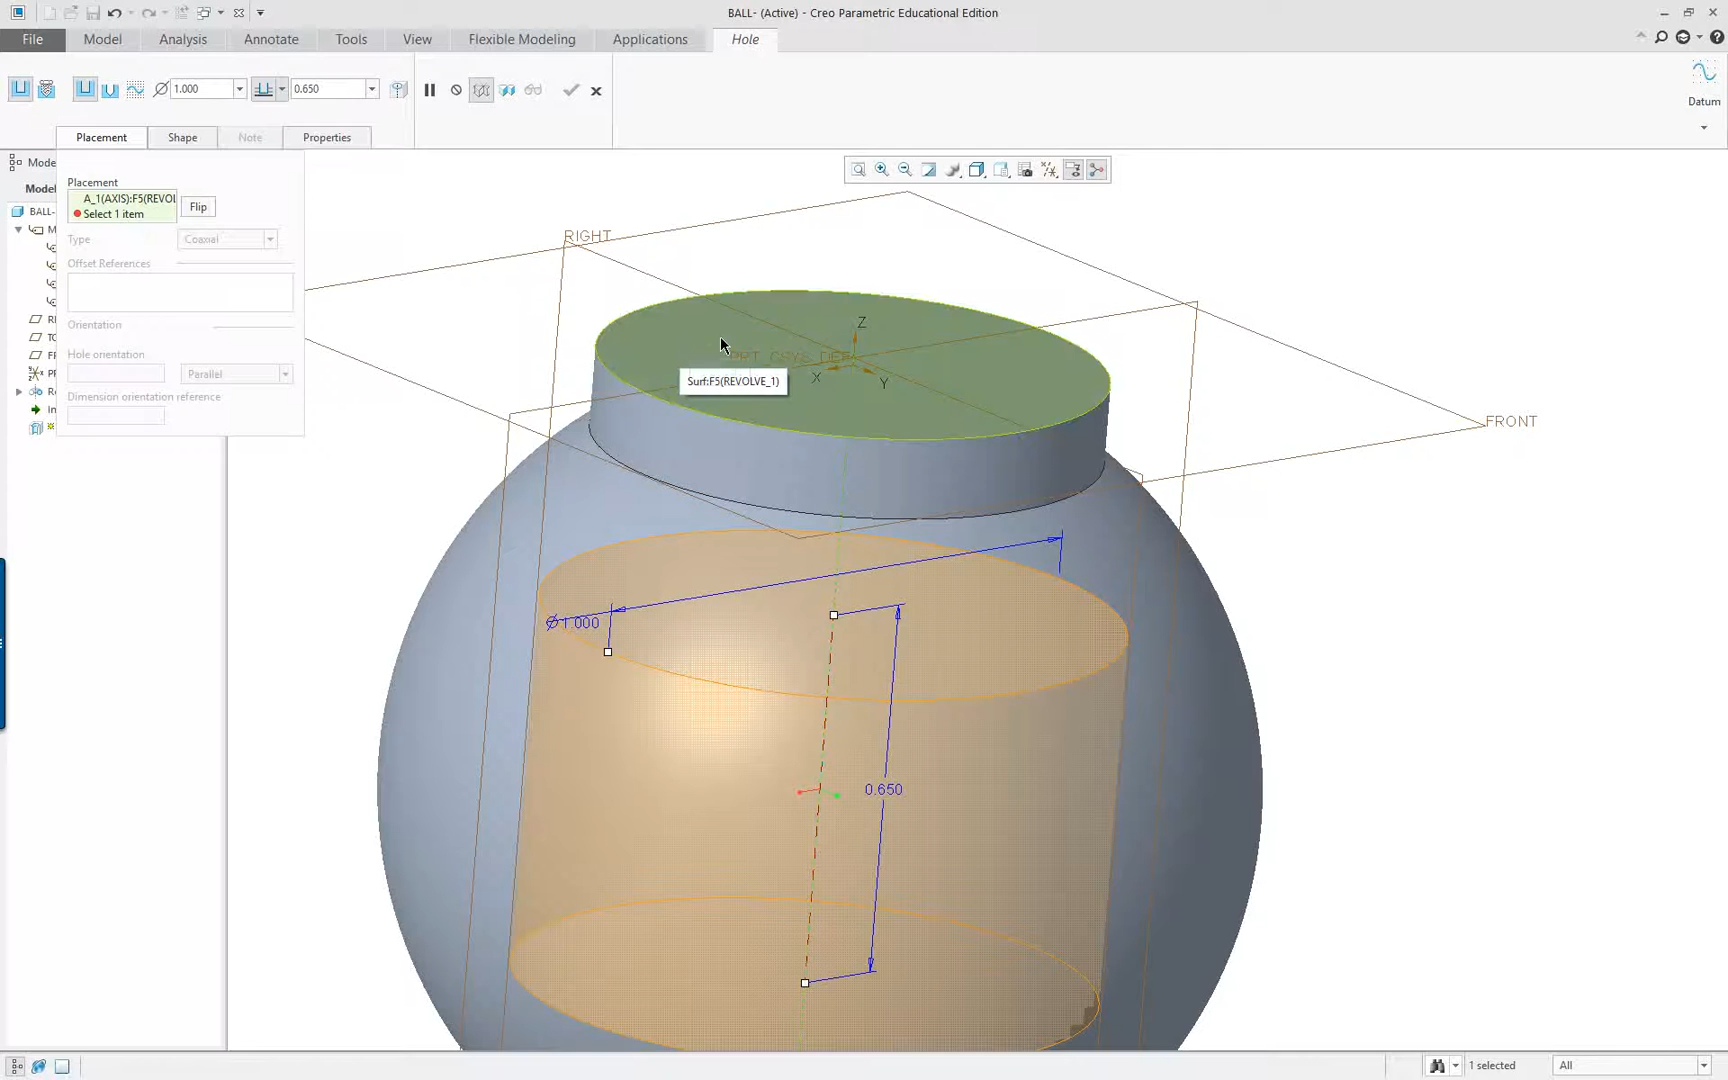 BALL- (Active) - Creo Parametric Educational Edition
File Model Analysis Annotate Tools View Flexible Modeling Applications Hole
1.000 0.650
Datum
Placement Shape Note Properties
Mode
Model
Placement
A_1(AXIS):F5(REVOL
Select 1 item
Flip
BALL-
Type Coaxial
Offset References
Orientation
Hole orientation
Parallel
Dimension orientation reference
RIGHT
FRONT
Z
PRT_CSYS_DEF
X
Y
Surf:F5(REVOLVE_1)
Ø 1.000
0.650
1 selected
All